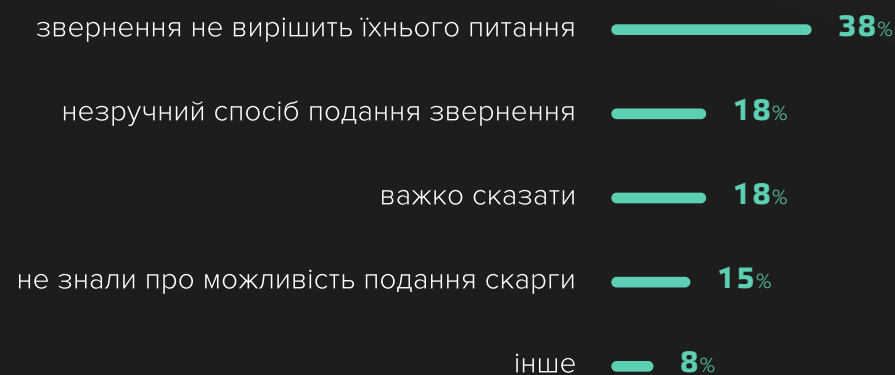 звернення не вирішить їхнього питання 38%
незручний спосіб подання звернення 18%
важко сказати 18%
не знали про можливість подання скарги 15%
інше 8%